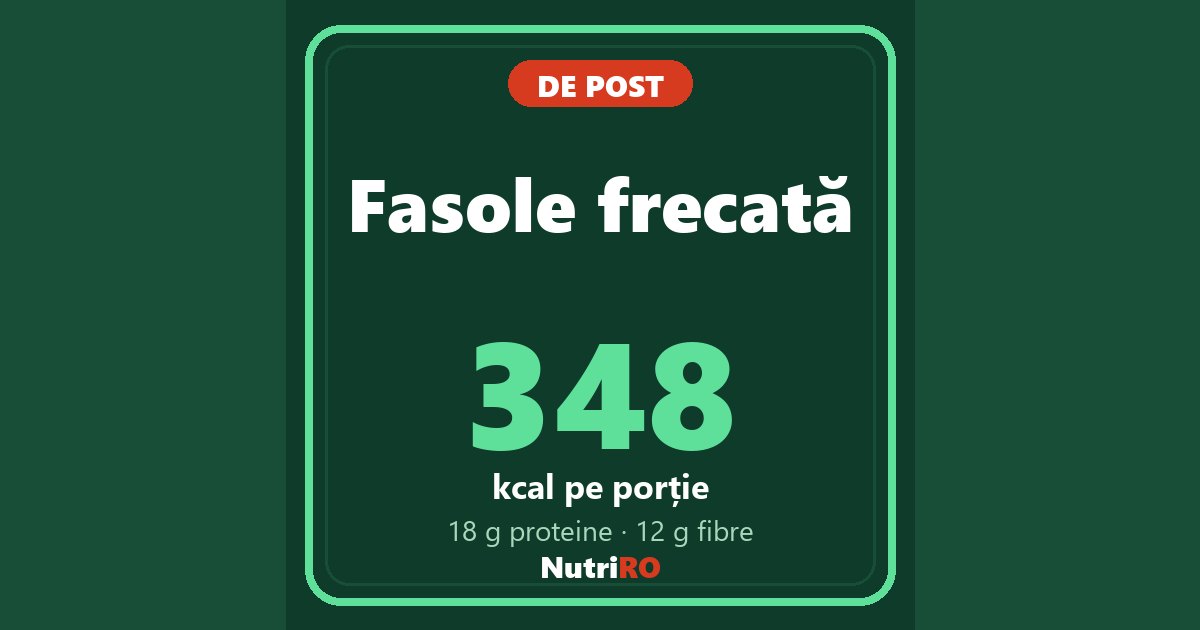 DE POST
Fasole frecată
348
kcal pe porție
18 g proteine · 12 g fibre
NutriRO